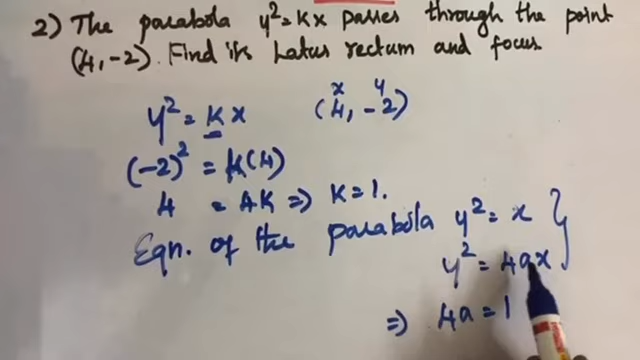 2) The parabola y²=kx passes through the point
(4,-2). Find its Latus rectum and focus
y² = kx
x y
(4, -2)
(-2)² = k(4)
4 = 4K => K=1.
Eqn. of the parabola y² = x
y² = 4ax
=> 4a = 1